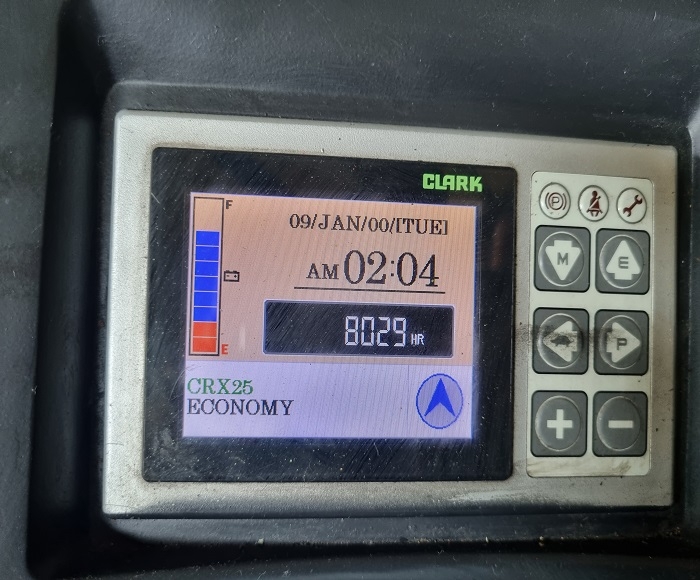 CLARK
F
09/JAN/00/[TUE]
AM 02:04
8029 HR
E
CRX25
ECONOMY
P
M
E
P
+
−